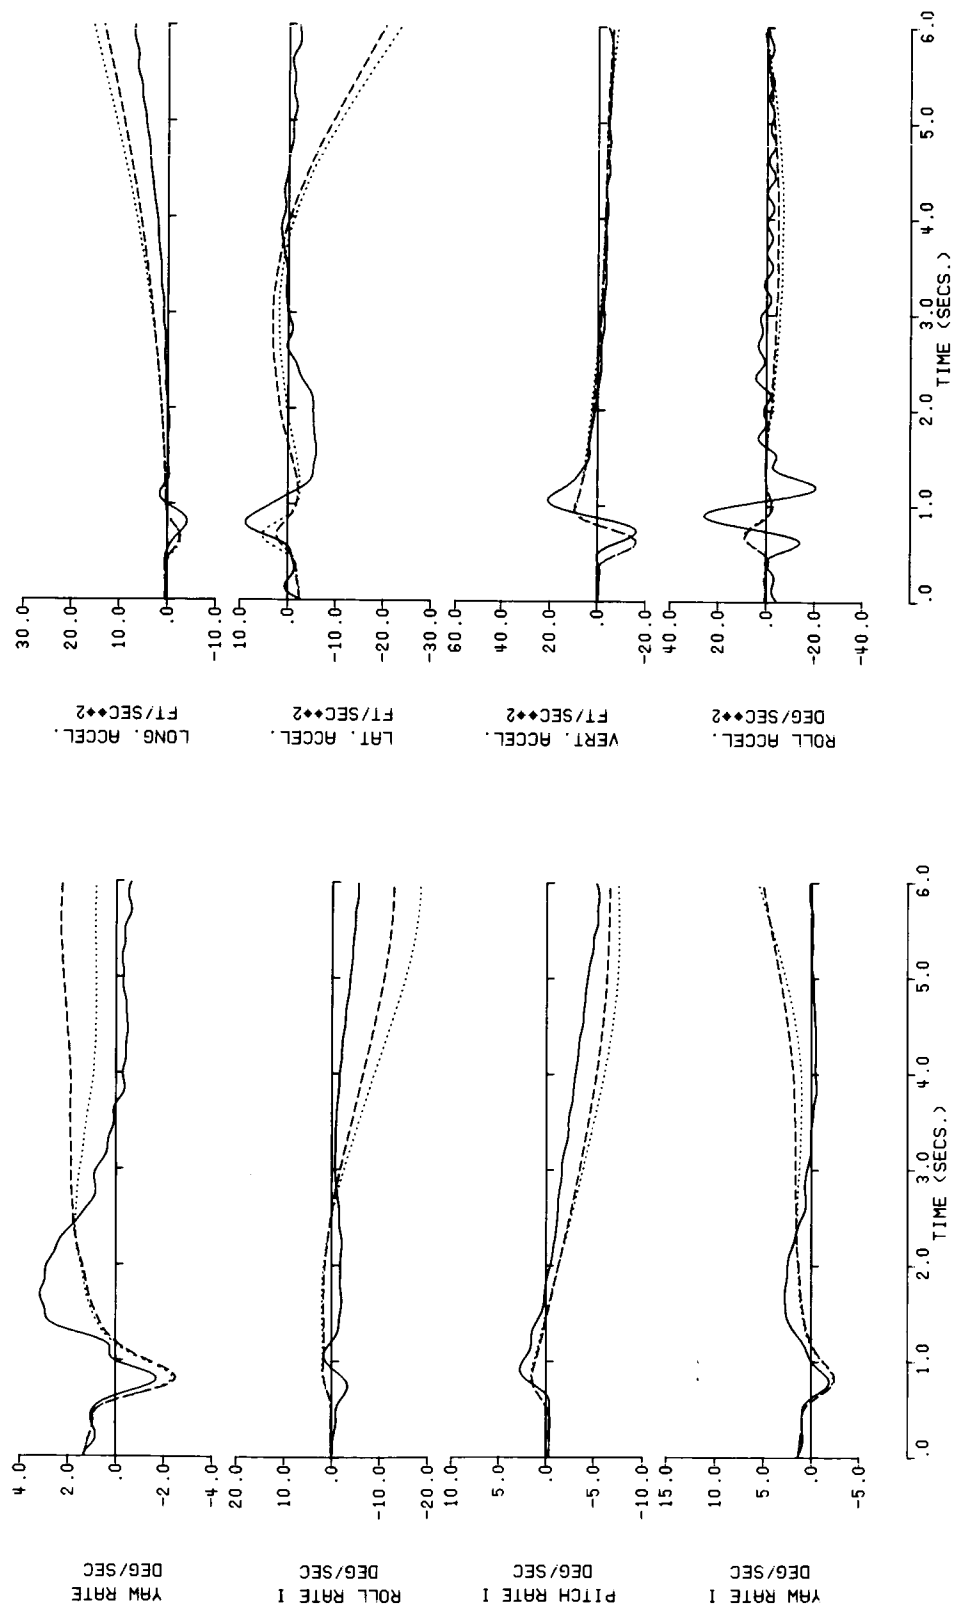 YAW RATE
DEG/SEC
4.0
2.0
.0
-2.0
-4.0
ROLL RATE I
DEG/SEC
20.0
10.0
.0
-10.0
-20.0
PITCH RATE I
DEG/SEC
10.0
5.0
.0
-5.0
-10.0
YAW RATE I
DEG/SEC
15.0
10.0
5.0
.0
-5.0
.0 1.0 2.0 3.0 4.0 5.0 6.0
TIME (SECS.)
LONG. ACCEL.
FT/SEC◆◆2
30.0
20.0
10.0
.0
-10.0
LAT. ACCEL.
FT/SEC◆◆2
10.0
.0
-10.0
-20.0
-30.0
VERT. ACCEL.
FT/SEC◆◆2
60.0
40.0
20.0
.0
-20.0
ROLL ACCEL.
DEG/SEC◆◆2
40.0
20.0
.0
-20.0
-40.0
.0 1.0 2.0 3.0 4.0 5.0 6.0
TIME (SECS.)